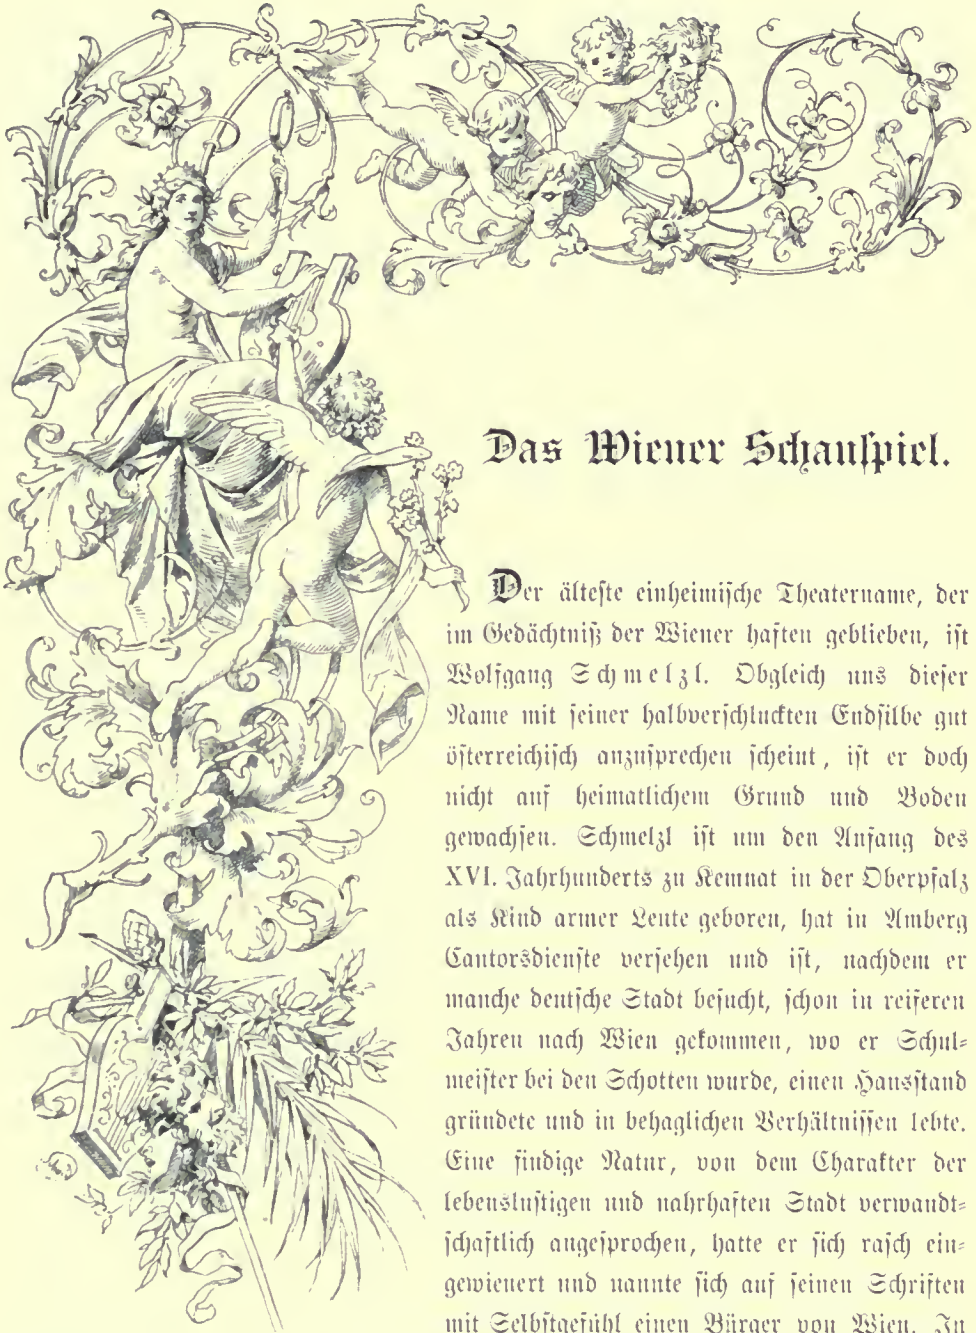 Das Wiener Schauspiel.
Der älteste einheimische Theatername, der
im Gedächtniß der Wiener haften geblieben, ist
Wolfgang Schmelzl. Obgleich uns dieser
Name mit seiner halbverschluckten Endsilbe gut
österreichisch anzusprechen scheint, ist er doch
nicht auf heimatlichem Grund und Boden
gewachsen. Schmelzl ist um den Anfang des
XVI. Jahrhunderts zu Kemnat in der Oberpfalz
als Kind armer Leute geboren, hat in Amberg
Cantorsdienste versehen und ist, nachdem er
manche deutsche Stadt besucht, schon in reiferen
Jahren nach Wien gekommen, wo er Schul-
meister bei den Schotten wurde, einen Hausstand
gründete und in behaglichen Verhältnissen lebte.
Eine findige Natur, von dem Charakter der
lebenslustigen und nahrhaften Stadt verwandt-
schaftlich angesprochen, hatte er sich rasch ein-
gewienert und nannte sich auf seinen Schriften
mit Selbstgefühl einen Bürger von Wien. In